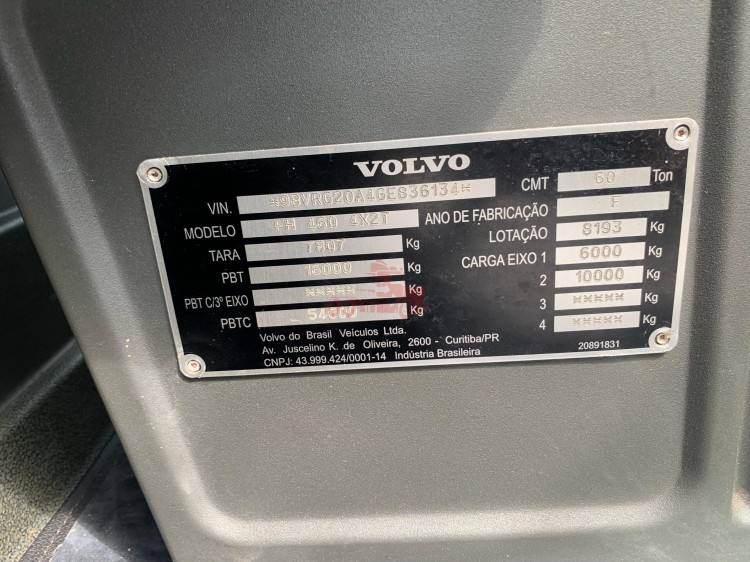 VOLVO
VIN. *9BVRG20A4GE836134*
MODELO FH 460 4X2T
TARA 7807 Kg
PBT 16000 Kg
PBT C/3º EIXO ***** Kg
PBTC Kg
CMT 60 Ton
ANO DE FABRICAÇÃO F
LOTAÇÃO 8193 Kg
CARGA EIXO 1 6000 Kg
2 10000 Kg
3 ***** Kg
4 ***** Kg
Volvo do Brasil Veículos Ltda.
Av. Juscelino K. de Oliveira, 2600 - Curitiba/PR
CNPJ: 43.999.424/0001-14 Indústria Brasileira
20891831